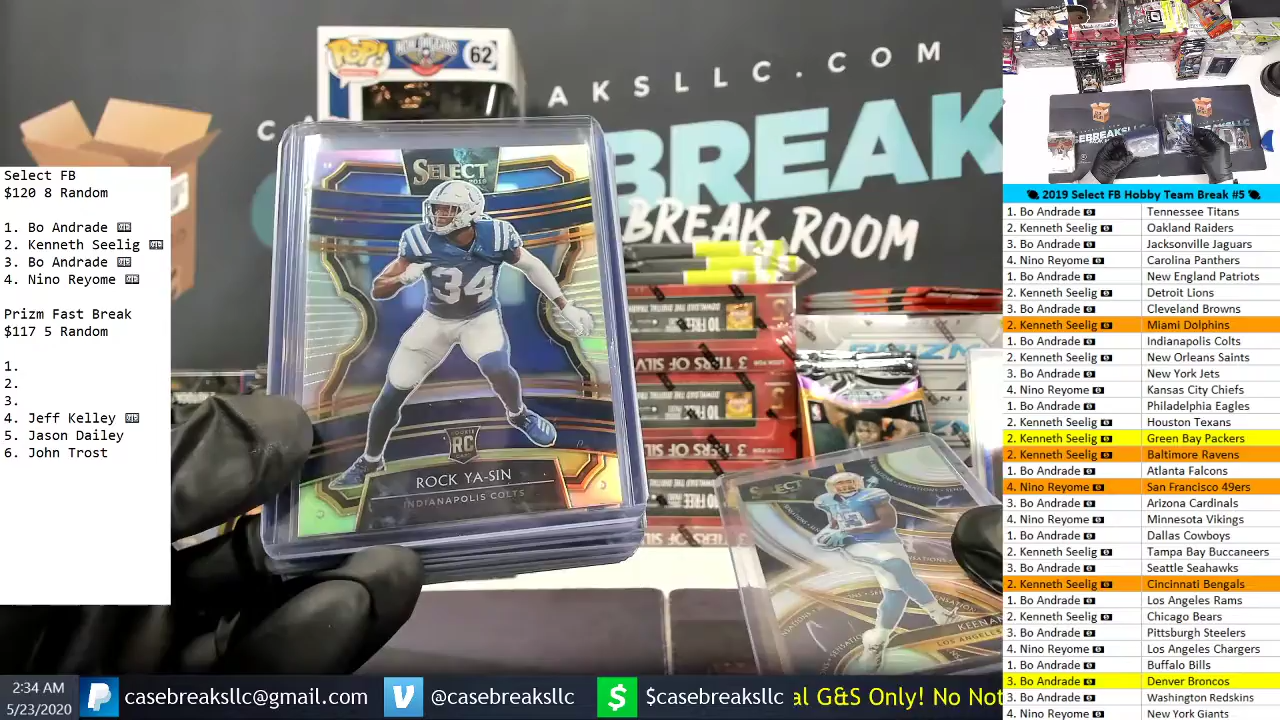 Select FB
$120 8 Random
1. Bo Andrade
2. Kenneth Seelig
3. Bo Andrade
4. Nino Reyome
Prizm Fast Break
$117 5 Random
1.
2.
3.
4. Jeff Kelley
5. Jason Dailey
6. John Trost
POP!
62
AKSLLC.COM
BREAK
BREAK ROOM
SELECT
2019
34
ROOKIE
RC
ROCK YA-SIN
INDIANAPOLIS COLTS
SELECT
KEENAN
LOS ANGELES
EBREAKSLLC
2019 Select FB Hobby Team Break #5
1. Bo Andrade Tennessee Titans
2. Kenneth Seelig Oakland Raiders
3. Bo Andrade Jacksonville Jaguars
4. Nino Reyome Carolina Panthers
1. Bo Andrade New England Patriots
2. Kenneth Seelig Detroit Lions
3. Bo Andrade Cleveland Browns
2. Kenneth Seelig Miami Dolphins
1. Bo Andrade Indianapolis Colts
2. Kenneth Seelig New Orleans Saints
3. Bo Andrade New York Jets
4. Nino Reyome Kansas City Chiefs
1. Bo Andrade Philadelphia Eagles
2. Kenneth Seelig Houston Texans
2. Kenneth Seelig Green Bay Packers
2. Kenneth Seelig Baltimore Ravens
1. Bo Andrade Atlanta Falcons
4. Nino Reyome San Francisco 49ers
3. Bo Andrade Arizona Cardinals
4. Nino Reyome Minnesota Vikings
1. Bo Andrade Dallas Cowboys
2. Kenneth Seelig Tampa Bay Buccaneers
3. Bo Andrade Seattle Seahawks
2. Kenneth Seelig Cincinnati Bengals
1. Bo Andrade Los Angeles Rams
2. Kenneth Seelig Chicago Bears
3. Bo Andrade Pittsburgh Steelers
4. Nino Reyome Los Angeles Chargers
1. Bo Andrade Buffalo Bills
3. Bo Andrade Denver Broncos
3. Bo Andrade Washington Redskins
4. Nino Reyome New York Giants
2:34 AM
5/23/2020
casebreaksllc@gmail.com
@casebreaksllc
$casebreaksllc
al G&S Only! No Not